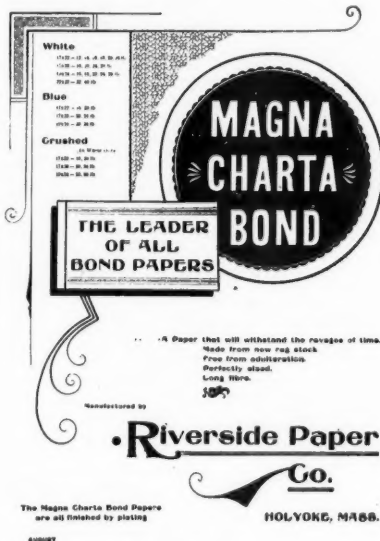 White
Blue
Crushed
MAGNA
CHARTA
BOND
THE LEADER
OF ALL
BOND PAPERS
A Paper that will withstand the ravages of time.
Made from new rag stock
Free from adulteration.
Perfectly sized.
Long fibre.
Manufactured by
Riverside Paper
Co.
HOLYOKE, MASS.
The Magna Charta Bond Papers
are all finished by plating
AUGUST